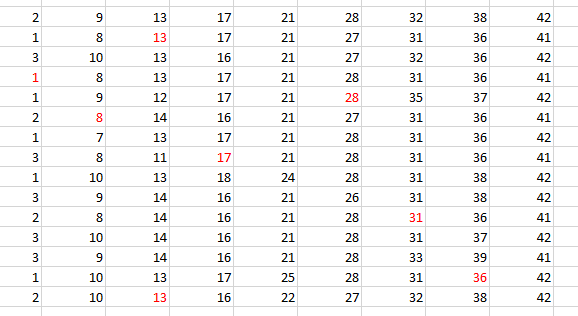 2 9 13 17 21 28 32 38 42
1 8 13 17 21 27 31 36 41
3 10 13 16 21 27 32 36 42
1 8 13 17 21 28 31 36 41
1 9 12 17 21 28 35 37 42
2 8 14 16 21 27 31 36 41
1 7 13 17 21 28 31 36 42
3 8 11 17 21 28 31 36 41
1 10 13 18 24 28 31 38 42
3 9 14 16 21 26 31 38 42
2 8 14 16 21 28 31 36 41
3 10 14 16 21 28 31 37 42
3 9 14 16 21 28 33 39 41
1 10 13 17 25 28 31 36 42
2 10 13 16 22 27 32 38 42